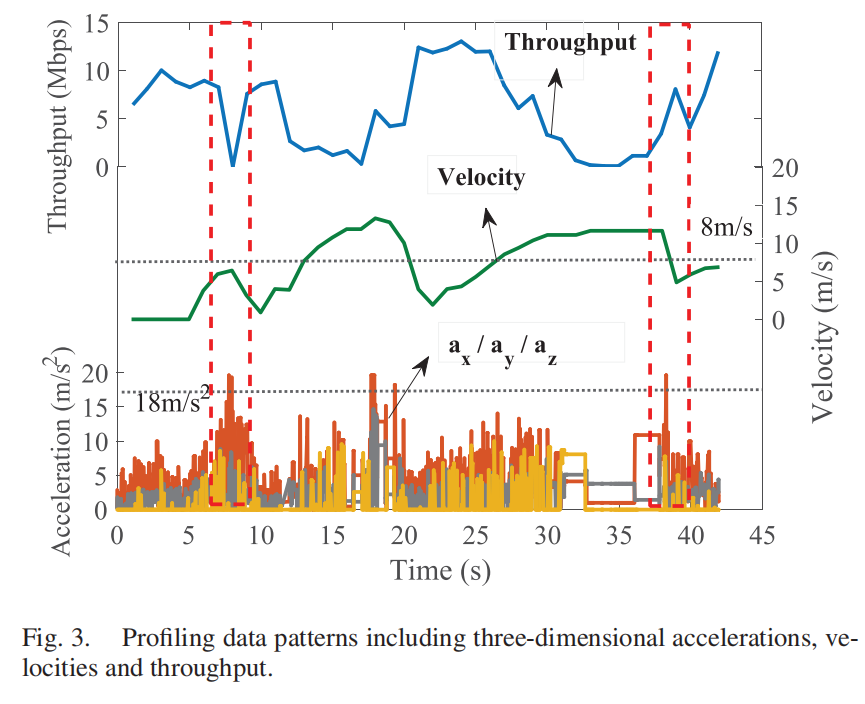 15
Throughput (Mbps)
10
5
0
Throughput
Velocity
20
15
8m/s
10
5
0
Velocity (m/s)
a_x / a_y / a_z
Acceleration (m/s²)
20
18m/s²
15
10
5
0
0 5 10 15 20 25 30 35 40 45
Time (s)
Fig. 3. Profiling data patterns including three-dimensional accelerations, ve-
locities and throughput.